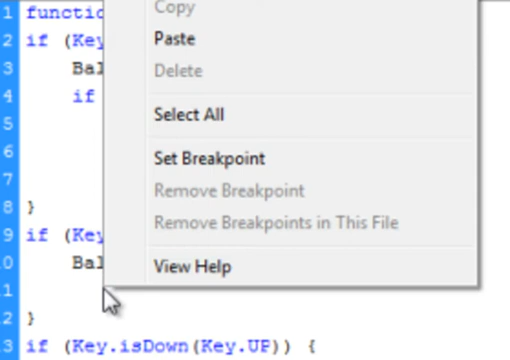 1 functio
Copy
2 if (Key
Paste
3 Bal
Delete
4 if
5
Select All
6
Set Breakpoint
7
Remove Breakpoint
8 }
Remove Breakpoints in This File
9 if (Key
0 Bal
View Help
1
2 }
3 if (Key.isDown(Key.UP)) {